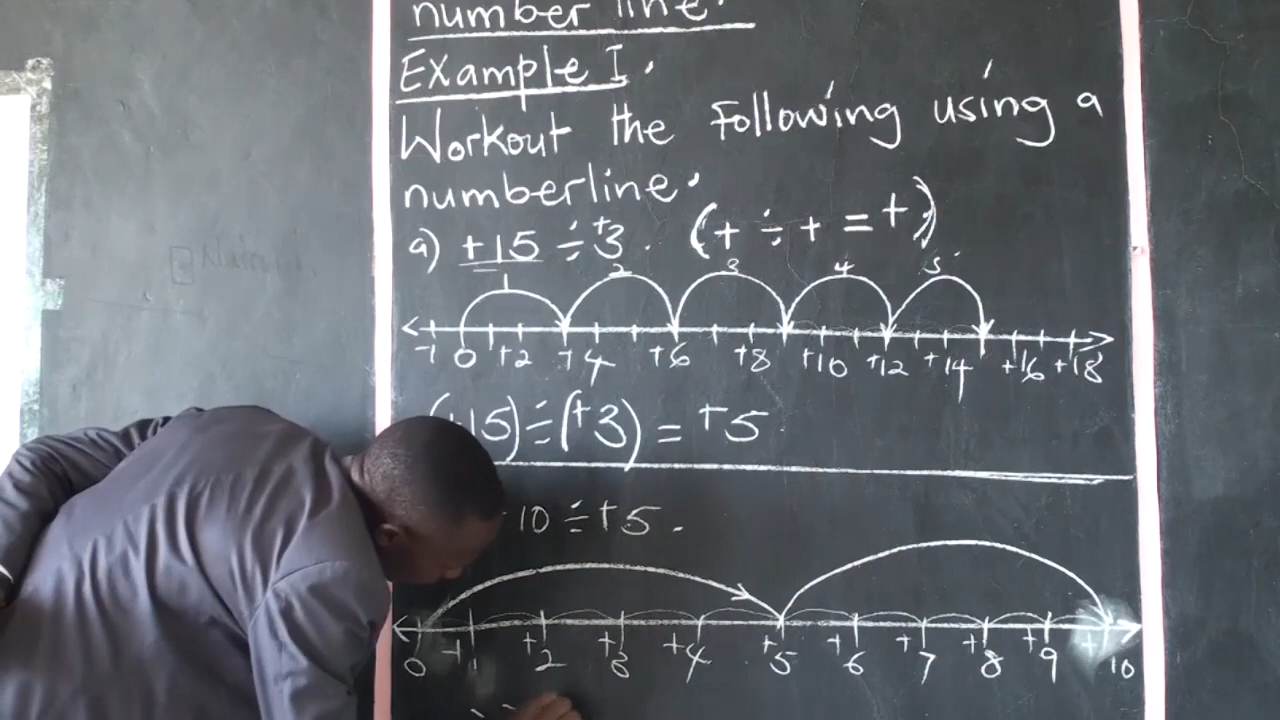 number line.
Example I.
Workout the Following using a
numberline.
a) +15 ÷ +3. (+ ÷ + = +)
1 2 3 4 5
-1 0 +2 +4 +6 +8 +10 +12 +14 +16 +18
15) ÷ (+3) = +5
10 ÷ +5.
0 +1 +2 +3 +4 +5 +6 +7 +8 +9 +10